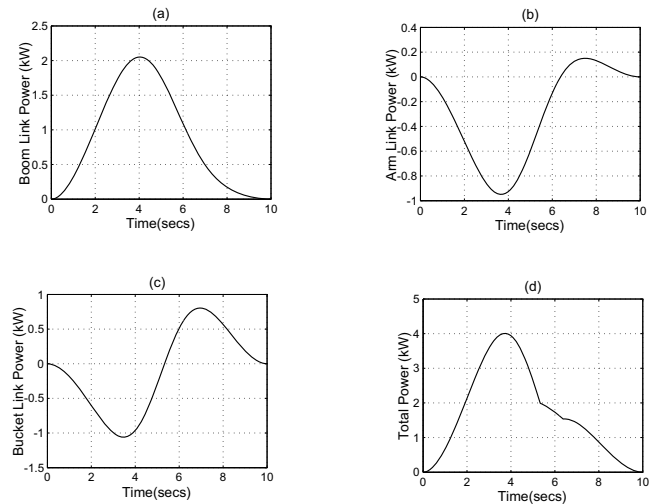 (a)
2.5
2
1.5
1
0.5
0
0 2 4 6 8 10
Boom Link Power (kW)
Time(secs)
(b)
0.4
0.2
0
-0.2
-0.4
-0.6
-0.8
-1
0 2 4 6 8 10
Arm Link Power (kW)
Time(secs)
(c)
1
0.5
0
-0.5
-1
-1.5
0 2 4 6 8 10
Bucket Link Power (kW)
Time(secs)
(d)
5
4
3
2
1
0
0 2 4 6 8 10
Total Power (kW)
Time(secs)